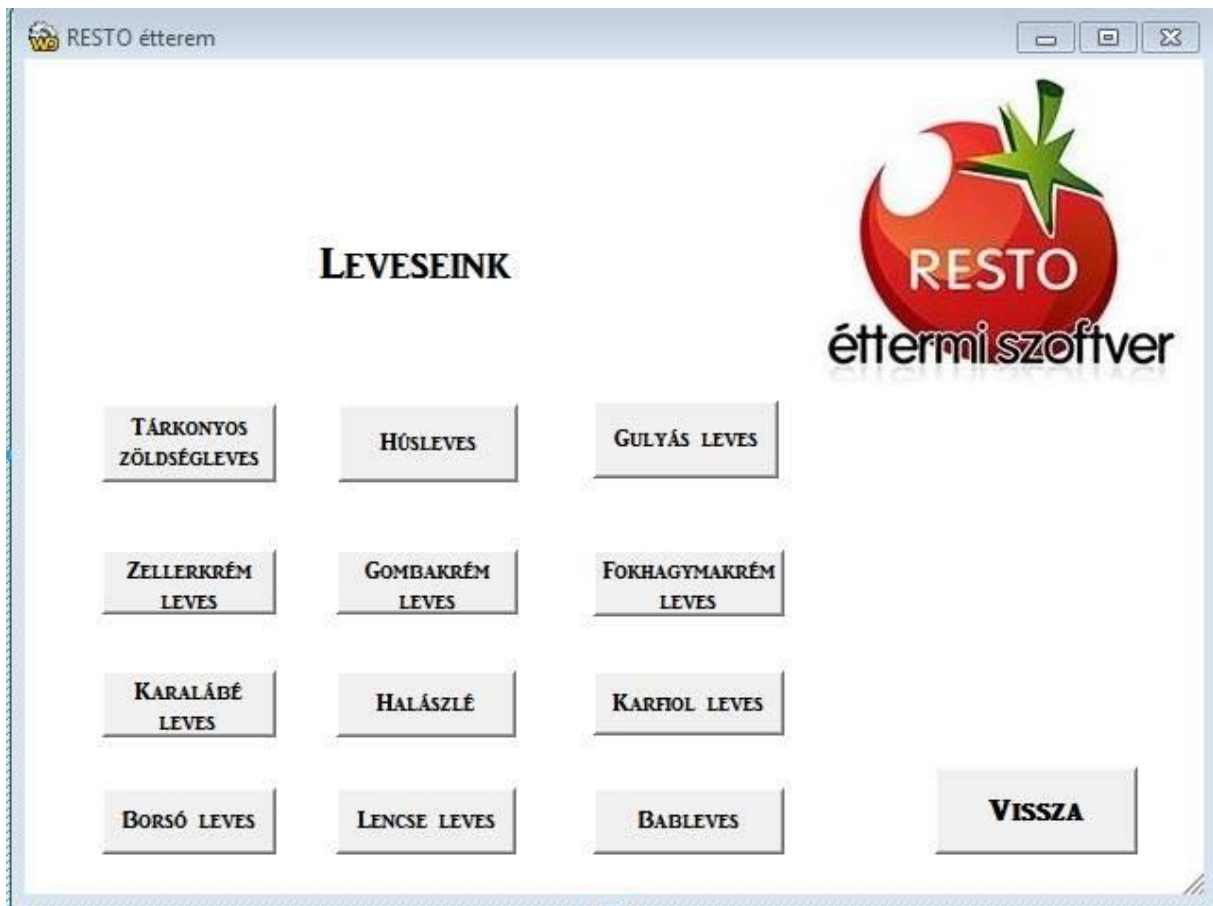 RESTO étterem
RESTO
éttermi szoftver
LEVESEINK
TÁRKONYOS
ZÖLDSÉGLEVES
HÚSLEVES
GULYÁS LEVES
ZELLERKRÉM
LEVES
GOMBAKRÉM
LEVES
FOKHAGYMAKRÉM
LEVES
KARALÁBÉ
LEVES
HALÁSZLÉ
KARFIOL LEVES
BORSÓ LEVES
LENCSE LEVES
BABLEVES
VISSZA